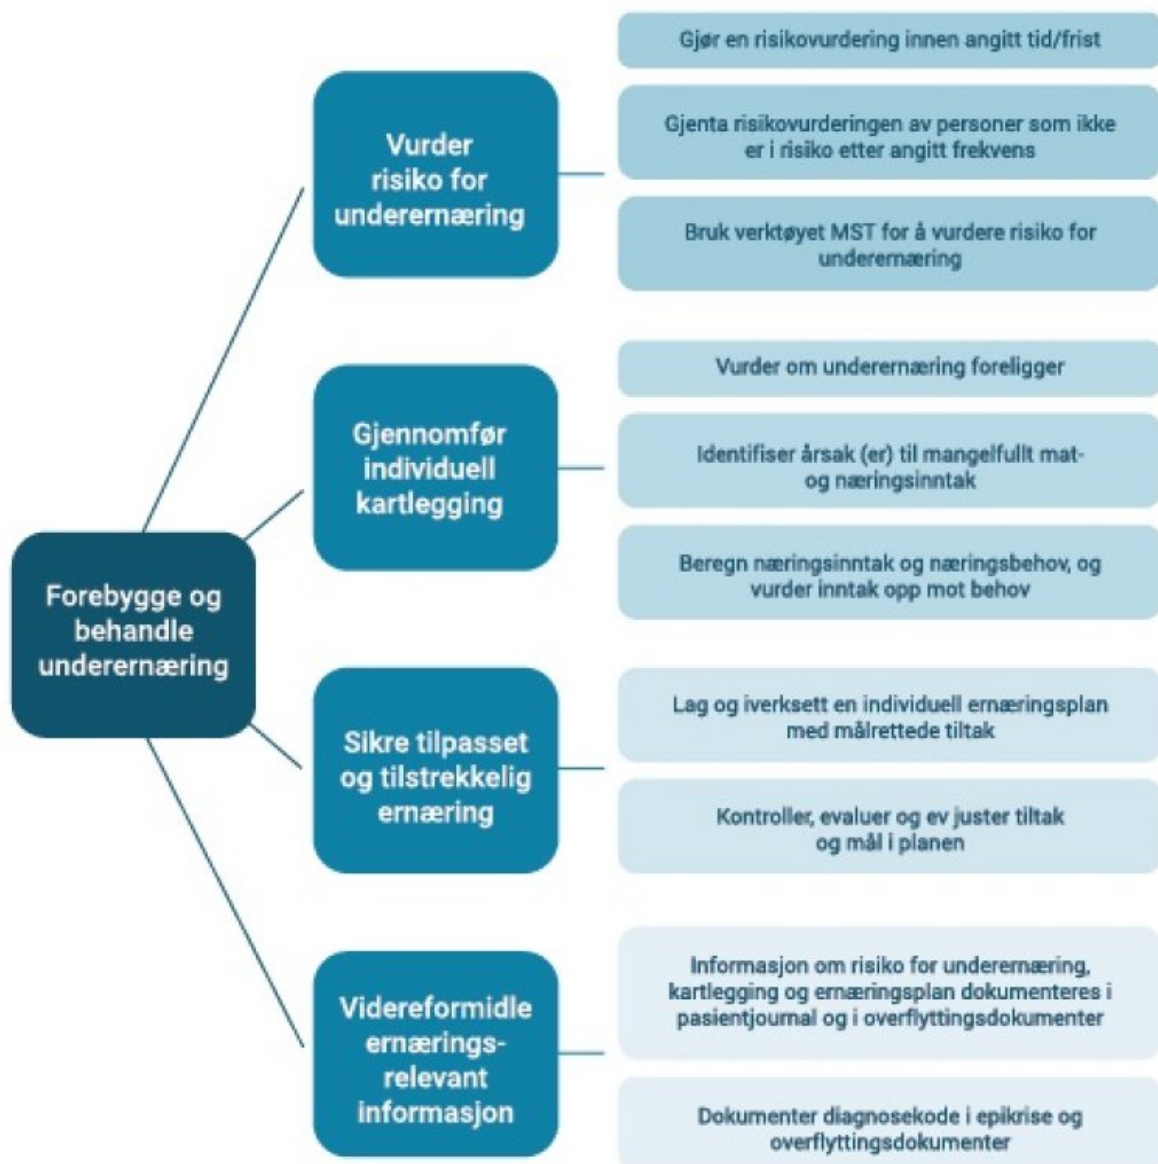 Forebygge og
behandle
underernæring
Vurder
risiko for
underernæring
Gjør en risikovurdering innen angitt tid/frist
Gjenta risikovurderingen av personer som ikke
er i risiko etter angitt frekvens
Bruk verktøyet MST for å vurdere risiko for
underernæring
Gjennomfør
individuell
kartlegging
Vurder om underernæring foreligger
Identifiser årsak (er) til mangelfullt mat-
og næringsinntak
Beregn næringsinntak og næringsbehov, og
vurder inntak opp mot behov
Sikre tilpasset
og tilstrekkelig
ernæring
Lag og iverksett en individuell ernæringsplan
med målrettede tiltak
Kontroller, evaluer og ev juster tiltak
og mål i planen
Videreformidle
ernærings-
relevant
informasjon
Informasjon om risiko for underernæring,
kartlegging og ernæringsplan dokumenteres i
pasientjournal og i overflyttingsdokumenter
Dokumenter diagnosekode i epikrise og
overflyttingsdokumenter